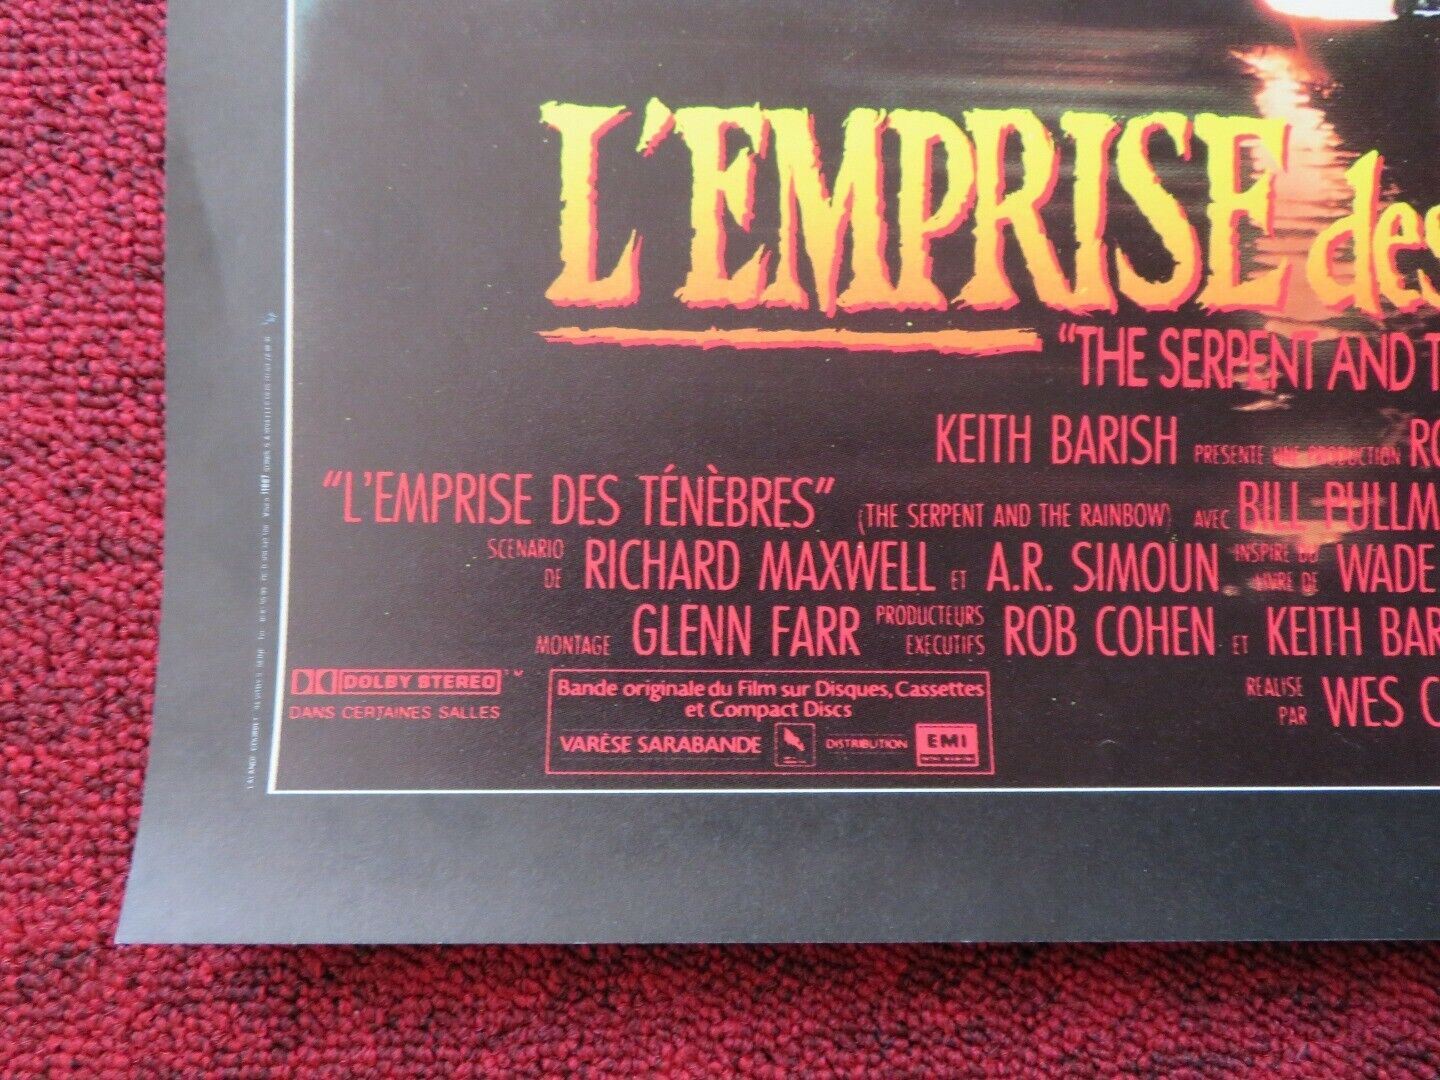 L'EMPRISE des
"THE SERPENT AND T
KEITH BARISH PRESENTE UNE PRODUCTION RO
"L'EMPRISE DES TÉNÈBRES" (THE SERPENT AND THE RAINBOW) AVEC BILL PULLM
SCENARIO DE RICHARD MAXWELL ET A.R. SIMOUN INSPIRE DU LIVRE DE WADE
MONTAGE GLENN FARR PRODUCTEURS EXECUTIFS ROB COHEN ET KEITH BAR
REALISE PAR WES C
DOLBY STEREO TM
DANS CERTAINES SALLES
Bande originale du Film sur Disques, Cassettes
et Compact Discs
VARÈSE SARABANDE DISTRIBUTION EMI